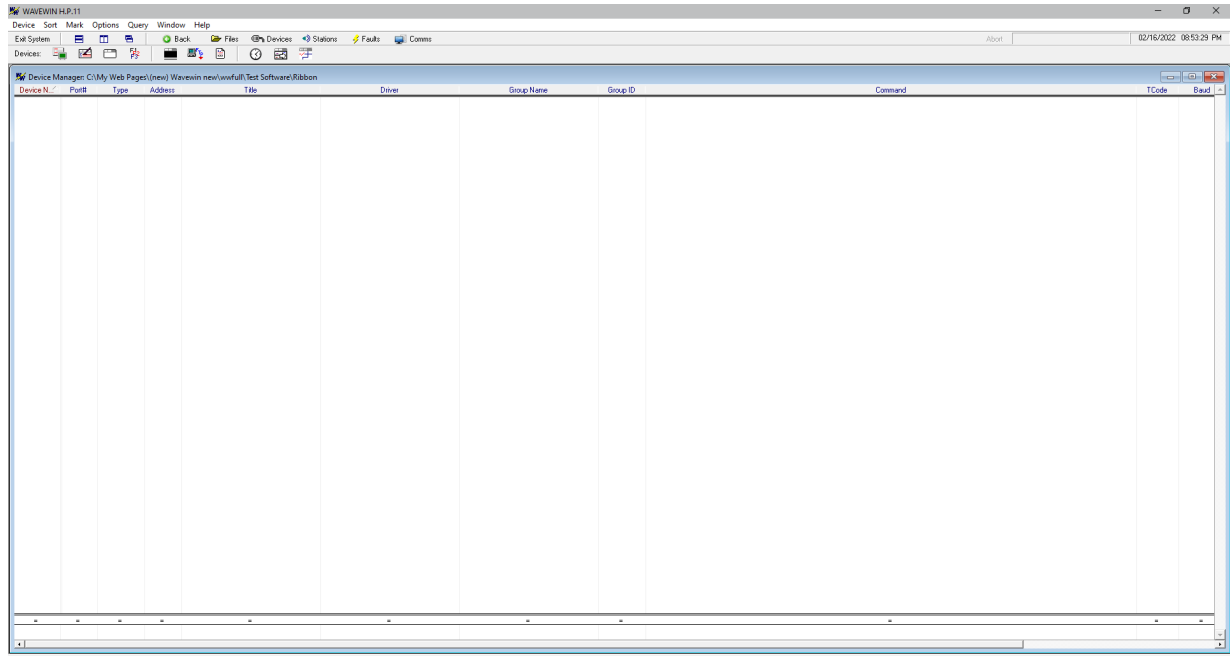 WAVEWIN H.P.11
Device Sort Mark Options Query Window Help
Exit System Back Files Devices Stations Faults Comms Abort 02/16/2022 08:53:29 PM
Devices:
Device Manager: C:\My Web Pages\(new) Wavewin new\wwfull\Test Software\Ribbon
Device N... Port# Type Address Title Driver Group Name Group ID Command TCode Baud
= = = = = = = = = = =